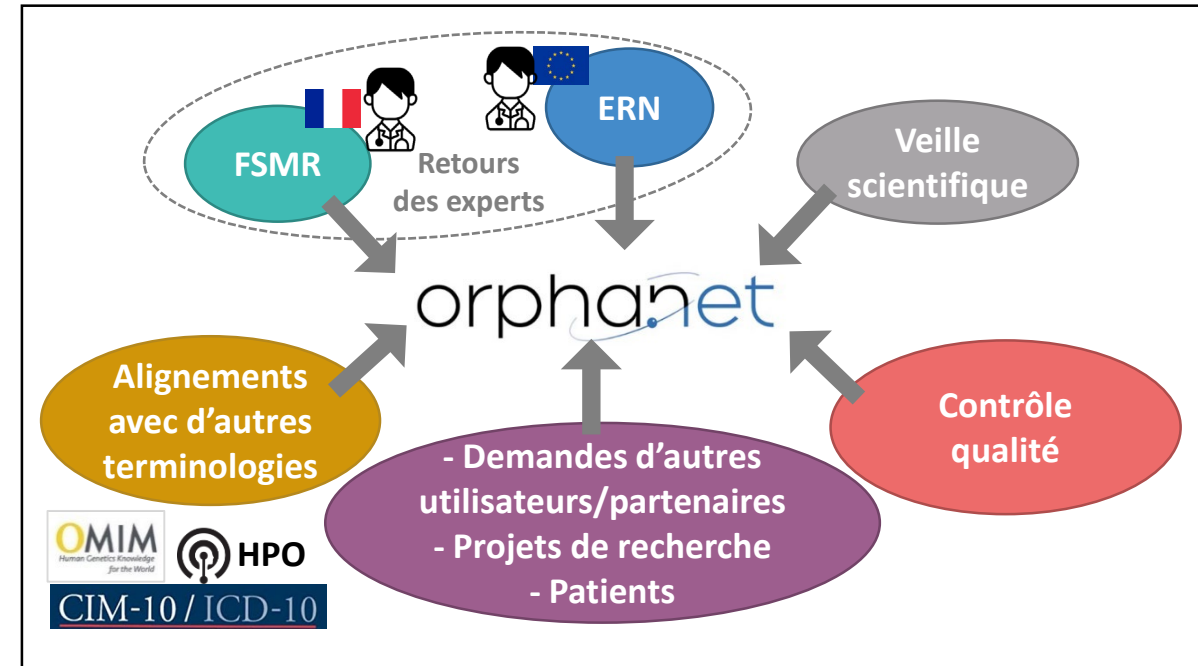 FSMR
ERN
Retours
des experts
Veille
scientifique
orphanet
Alignements
avec d'autres
terminologies
- Demandes d'autres
utilisateurs/partenaires
- Projets de recherche
- Patients
Contrôle
qualité
OMIM
Human Genetics Knowledge
for the World
HPO
CIM-10 / ICD-10